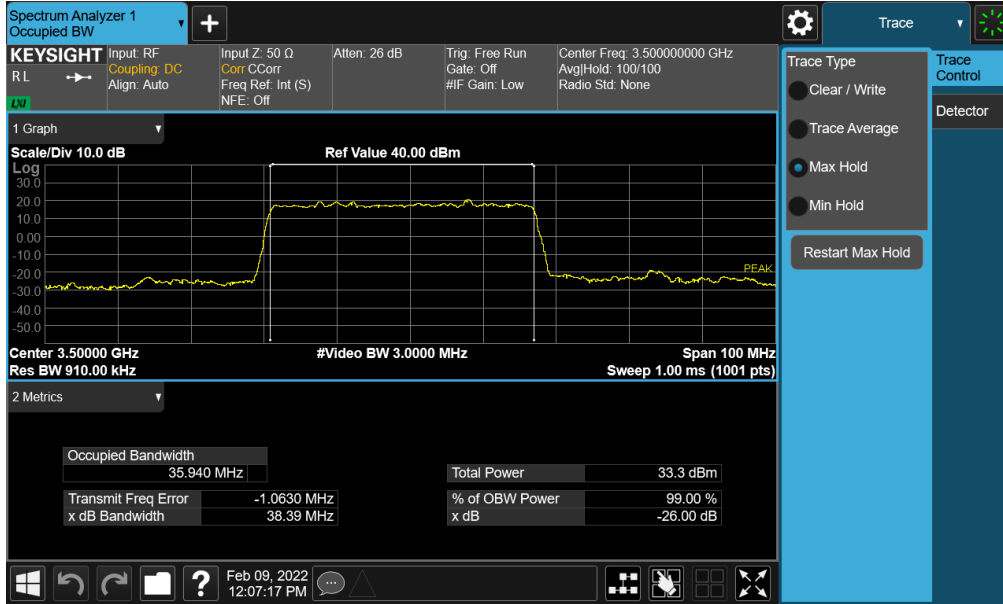 Spectrum Analyzer 1
Occupied BW
Trace
KEYSIGHT
R L
LXI
Input: RF
Coupling: DC
Align: Auto
Input Z: 50 Ω
Corr CCorr
Freq Ref: Int (S)
NFE: Off
Atten: 26 dB
Trig: Free Run
Gate: Off
#IF Gain: Low
Center Freq: 3.500000000 GHz
Avg|Hold: 100/100
Radio Std: None
1 Graph
Scale/Div 10.0 dB
Ref Value 40.00 dBm
Log
30.0
20.0
10.0
0.00
-10.0
-20.0
-30.0
-40.0
-50.0
PEAK
Center 3.50000 GHz
#Video BW 3.0000 MHz
Span 100 MHz
Res BW 910.00 kHz
Sweep 1.00 ms (1001 pts)
2 Metrics
Occupied Bandwidth
35.940 MHz
Transmit Freq Error -1.0630 MHz
x dB Bandwidth 38.39 MHz
Total Power 33.3 dBm
% of OBW Power 99.00 %
x dB -26.00 dB
Trace Type
Clear / Write
Trace Average
Max Hold
Min Hold
Restart Max Hold
Trace
Control
Detector
?
Feb 09, 2022
12:07:17 PM